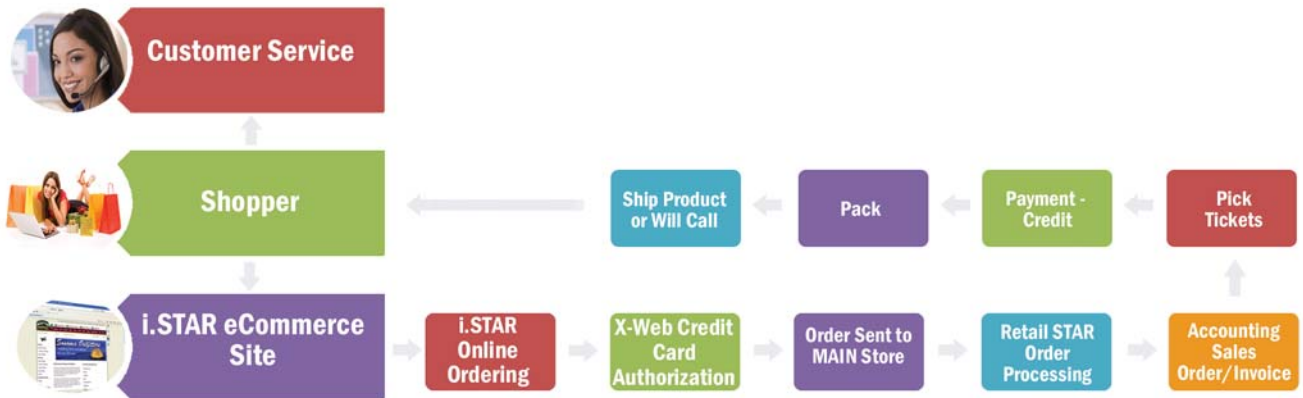 Customer Service
Shopper
Ship Product
or Will Call
Pack
Payment -
Credit
Pick
Tickets
i.STAR eCommerce
Site
i.STAR
Online
Ordering
X-Web Credit
Card
Authorization
Order Sent to
MAIN Store
Retail STAR
Order
Processing
Accounting
Sales
Order/Invoice